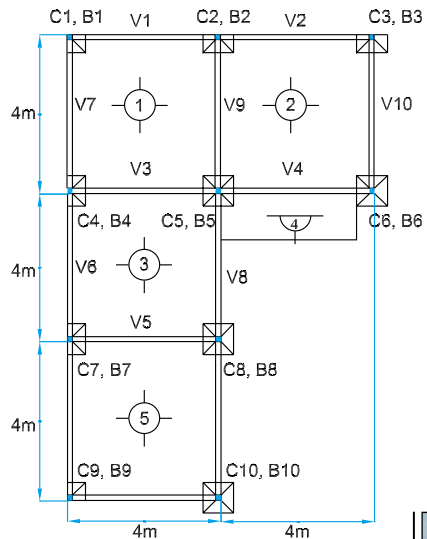 C1, B1 V1 C2, B2 V2 C3, B3
4m V7 1 V9 2 V10
V3 V4
C4, B4 C5, B5 4 C6, B6
4m V6 3 V8
V5
C7, B7 C8, B8
4m 5
C9, B9 C10, B10
4m 4m